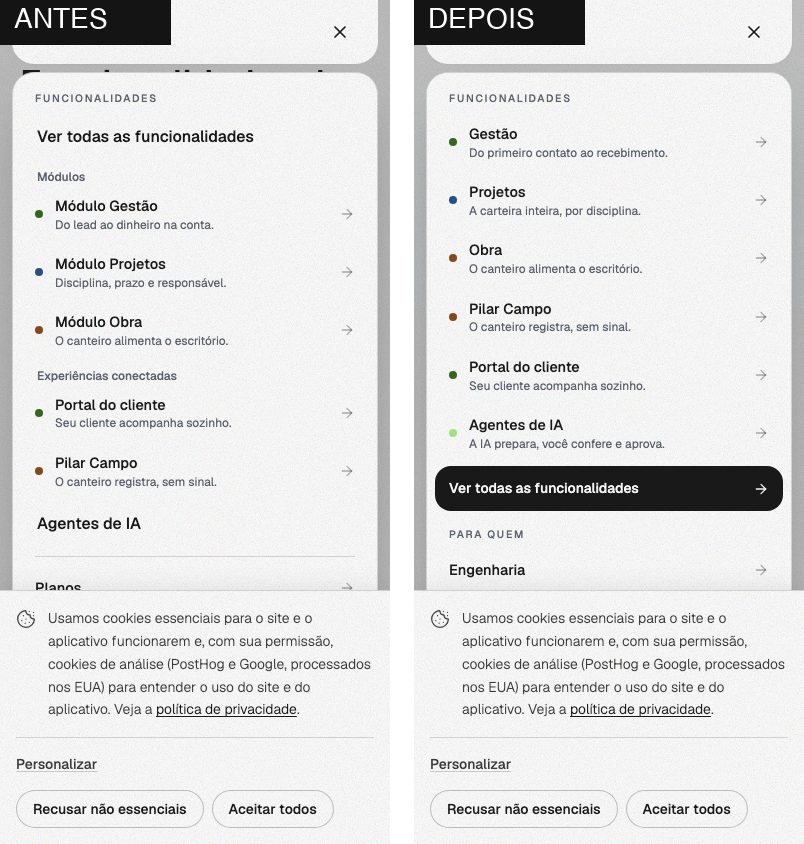 ANTES
FUNCIONALIDADES
Ver todas as funcionalidades
Módulos
Módulo Gestão
Do lead ao dinheiro na conta.
Módulo Projetos
Disciplina, prazo e responsável.
Módulo Obra
O canteiro alimenta o escritório.
Experiências conectadas
Portal do cliente
Seu cliente acompanha sozinho.
Pilar Campo
O canteiro registra, sem sinal.
Agentes de IA
Planos
Usamos cookies essenciais para o site e o
aplicativo funcionarem e, com sua permissão,
cookies de análise (PostHog e Google, processados
nos EUA) para entender o uso do site e do
aplicativo. Veja a política de privacidade.
Personalizar
Recusar não essenciais
Aceitar todos
DEPOIS
FUNCIONALIDADES
Gestão
Do primeiro contato ao recebimento.
Projetos
A carteira inteira, por disciplina.
Obra
O canteiro alimenta o escritório.
Pilar Campo
O canteiro registra, sem sinal.
Portal do cliente
Seu cliente acompanha sozinho.
Agentes de IA
A IA prepara, você confere e aprova.
Ver todas as funcionalidades
PARA QUEM
Engenharia
Usamos cookies essenciais para o site e o
aplicativo funcionarem e, com sua permissão,
cookies de análise (PostHog e Google, processados
nos EUA) para entender o uso do site e do
aplicativo. Veja a política de privacidade.
Personalizar
Recusar não essenciais
Aceitar todos